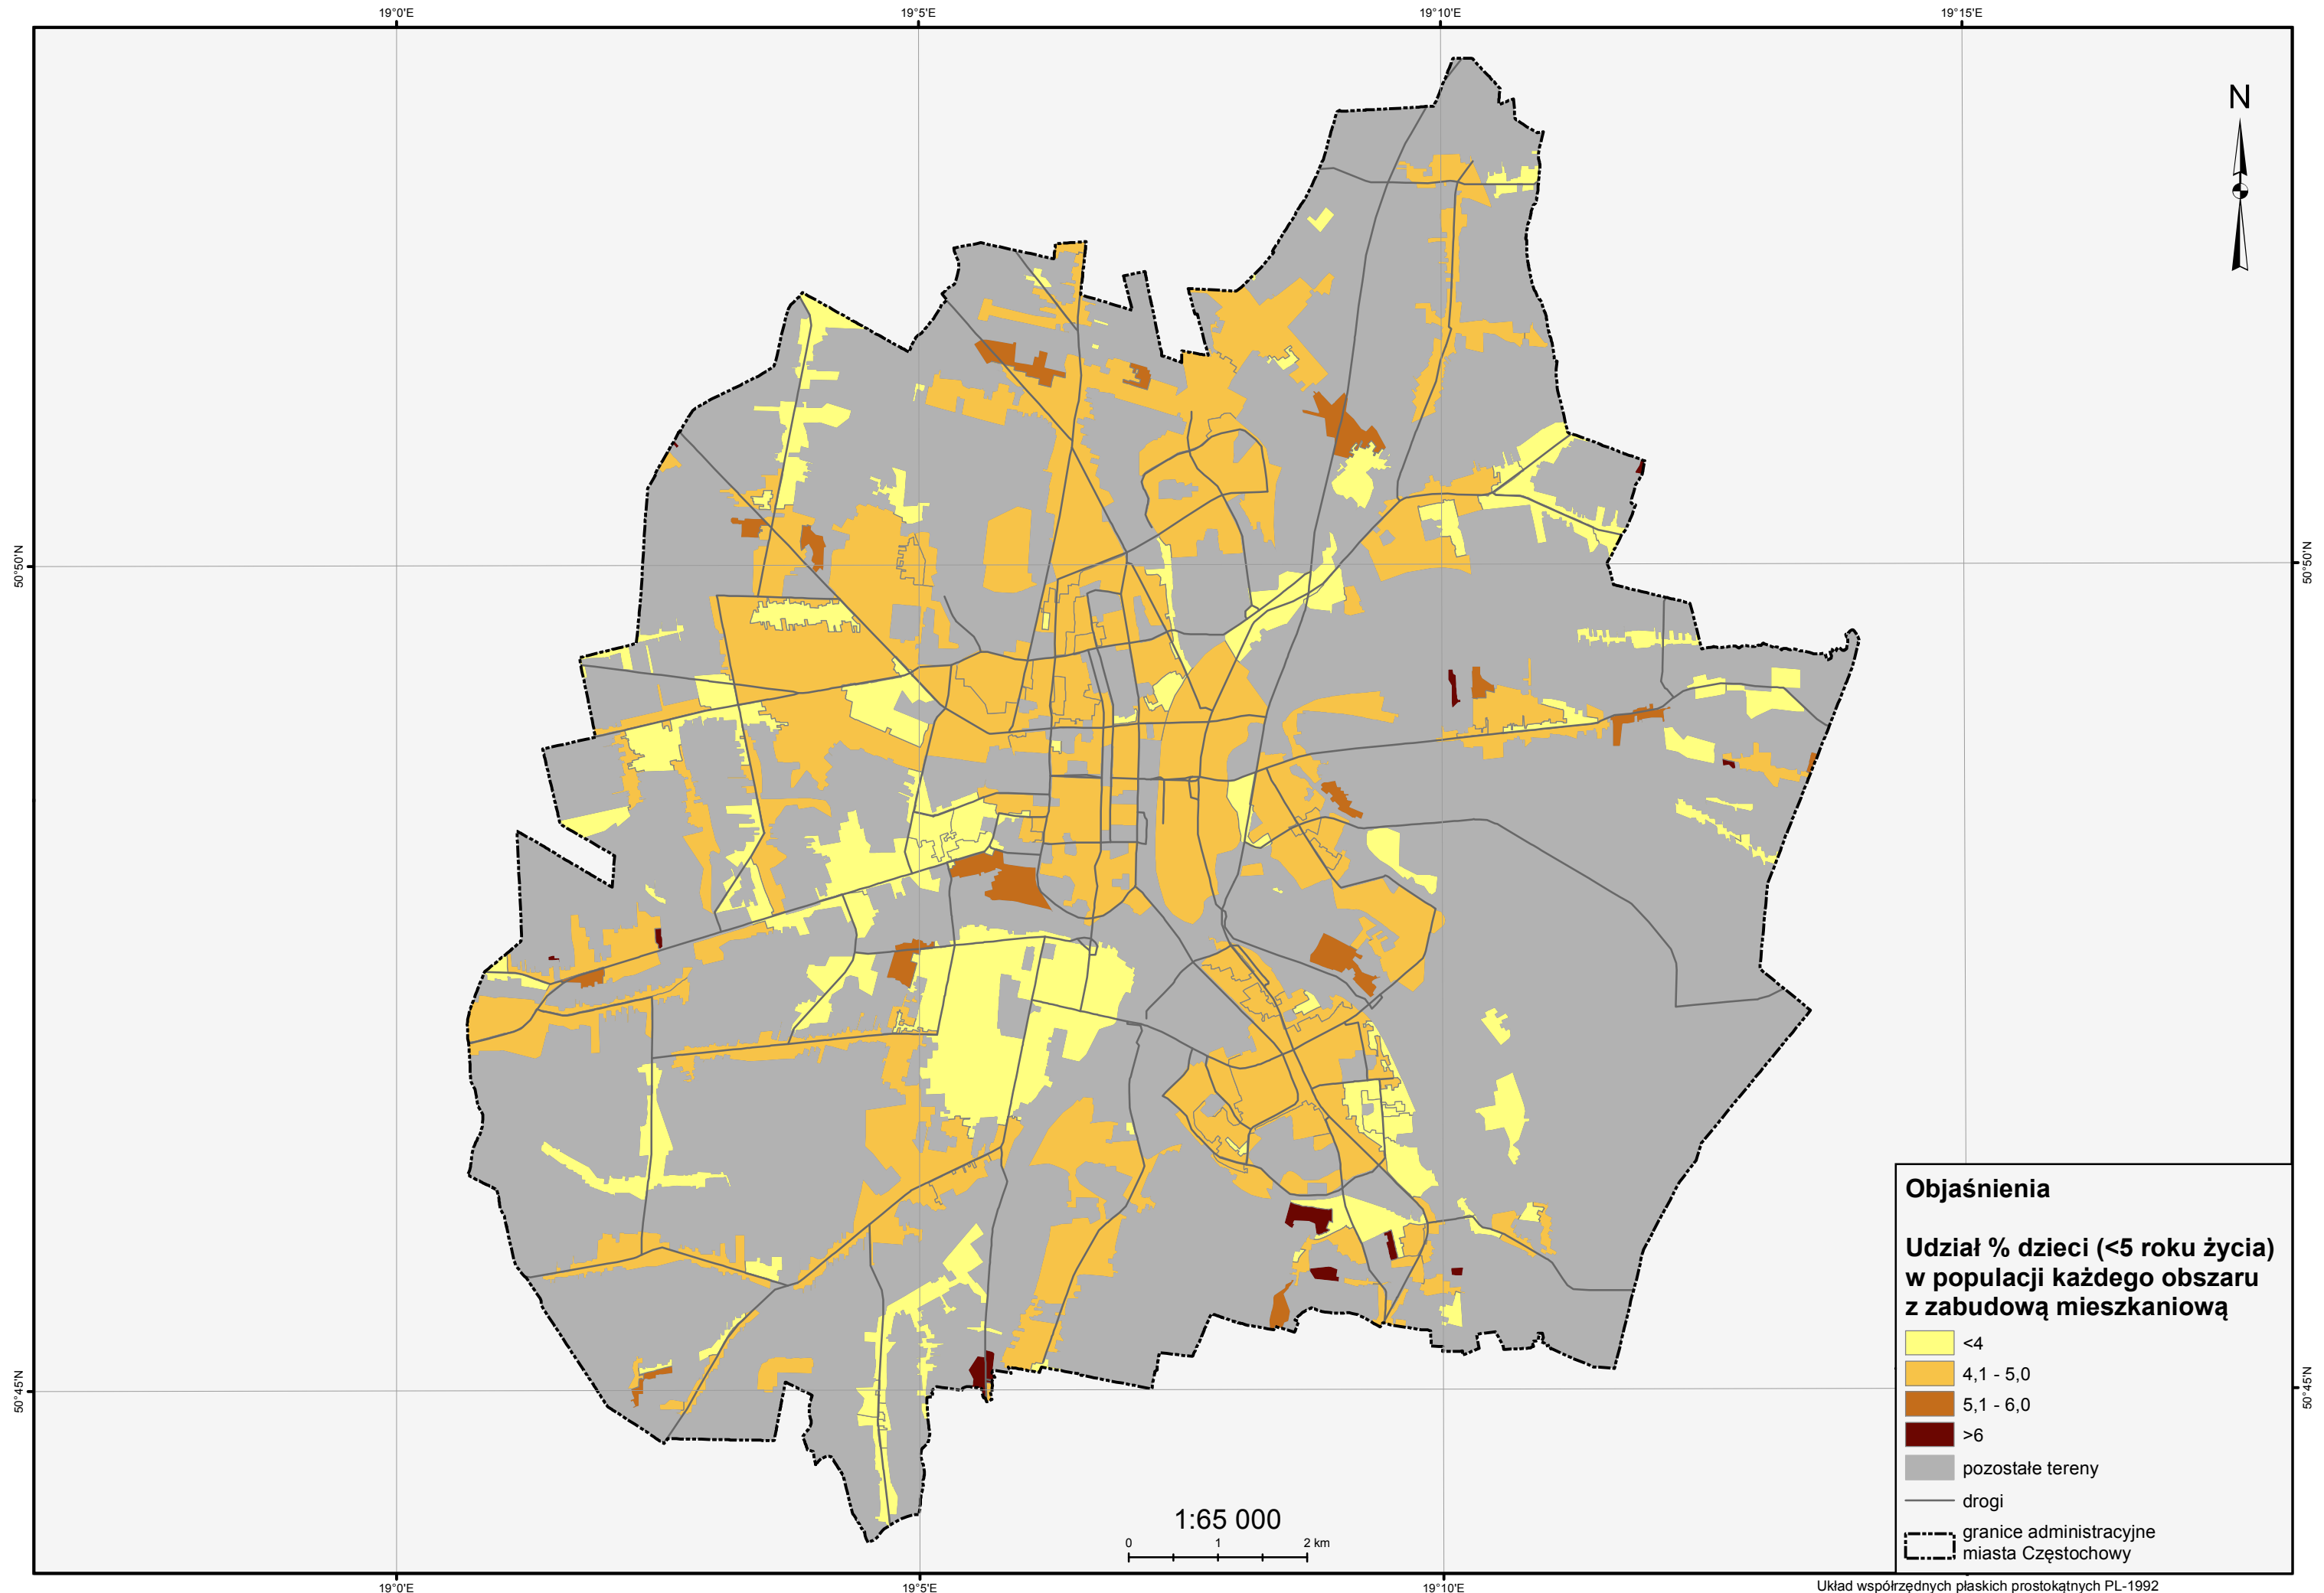 19°0'E
19°5'E
19°10'E
19°15'E
N
50°50'N
50°50'N
50°45'N
50°45'N
Objaśnienia
Udział % dzieci (<5 roku życia)
w populacji każdego obszaru
z zabudową mieszkaniową
<4
4,1 - 5,0
5,1 - 6,0
>6
pozostałe tereny
drogi
granice administracyjne
miasta Częstochowy
1:65 000
0 1 2 km
19°0'E
19°5'E
19°10'E
Układ współrzędnych płaskich prostokątnych PL-1992